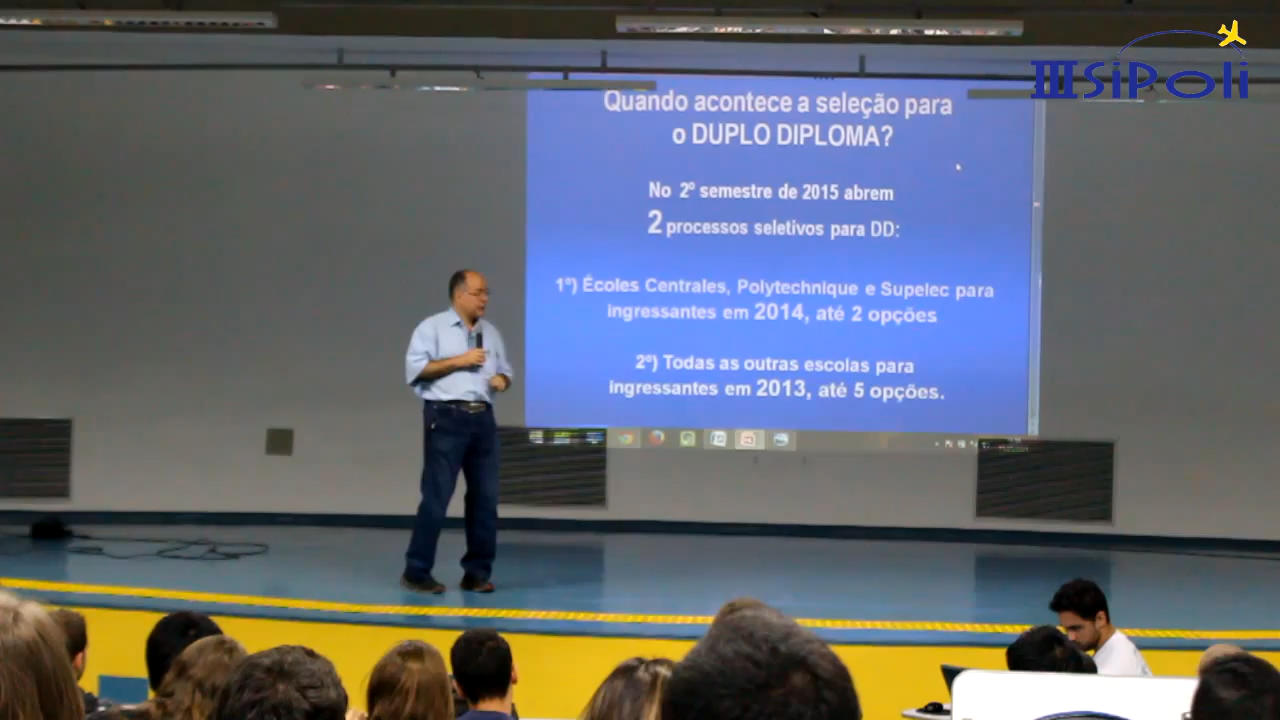 IIISiPoli
Quando acontece a seleção para
o DUPLO DIPLOMA?
No 2º semestre de 2015 abrem
2 processos seletivos para DD:
1º) Écoles Centrales, Polytechnique e Supelec para
ingressantes em 2014, até 2 opções
2º) Todas as outras escolas para
ingressantes em 2013, até 5 opções.